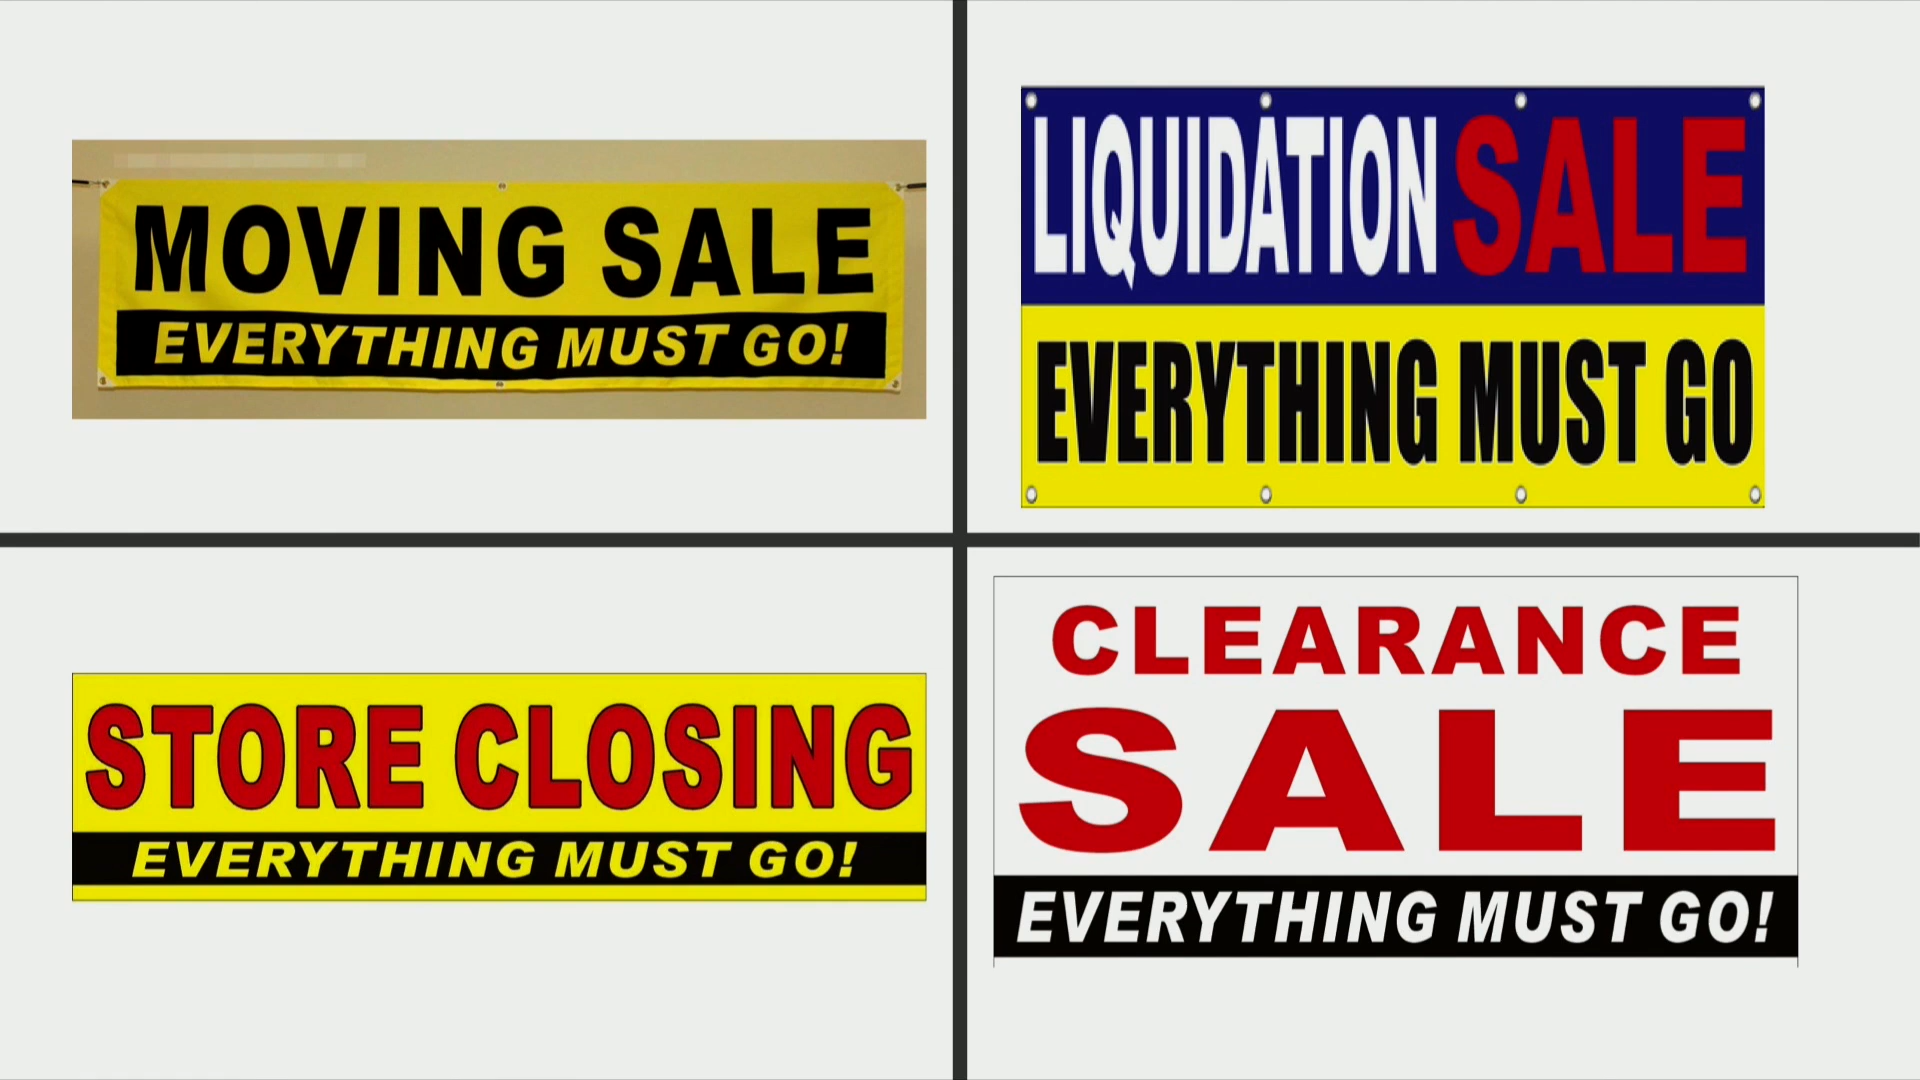 MOVING SALE
EVERYTHING MUST GO!
LIQUIDATION SALE
EVERYTHING MUST GO
STORE CLOSING
EVERYTHING MUST GO!
CLEARANCE
SALE
EVERYTHING MUST GO!